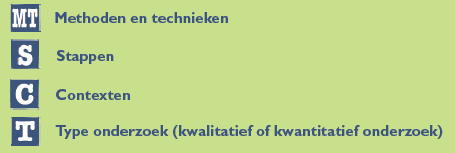 MT Methoden en technieken
S Stappen
C Contexten
T Type onderzoek (kwalitatief of kwantitatief onderzoek)